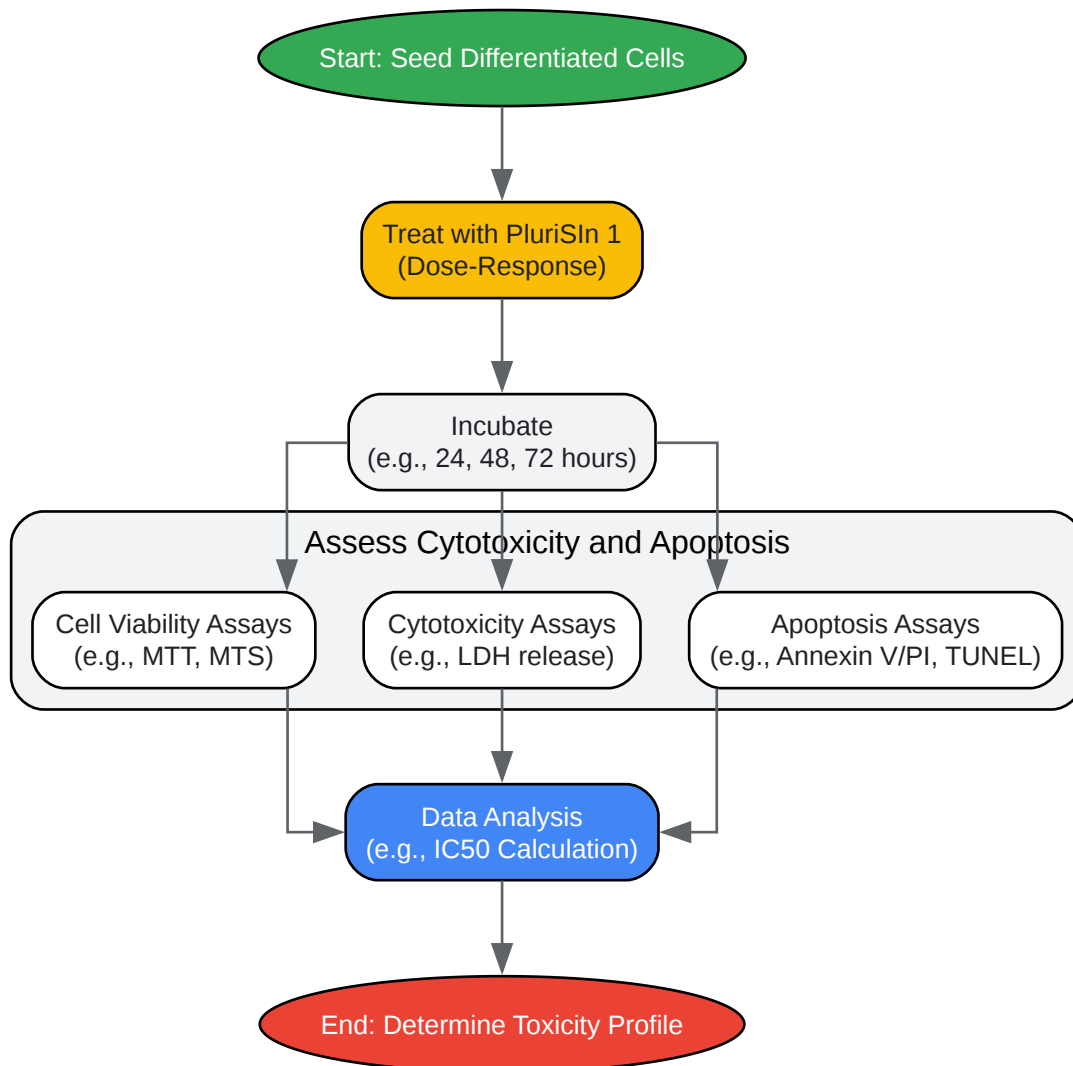 Start: Seed Differentiated Cells
Treat with PluriSIn 1
(Dose-Response)
Incubate
(e.g., 24, 48, 72 hours)
Assess Cytotoxicity and Apoptosis
Cell Viability Assays
(e.g., MTT, MTS)
Cytotoxicity Assays
(e.g., LDH release)
Apoptosis Assays
(e.g., Annexin V/PI, TUNEL)
Data Analysis
(e.g., IC50 Calculation)
End: Determine Toxicity Profile